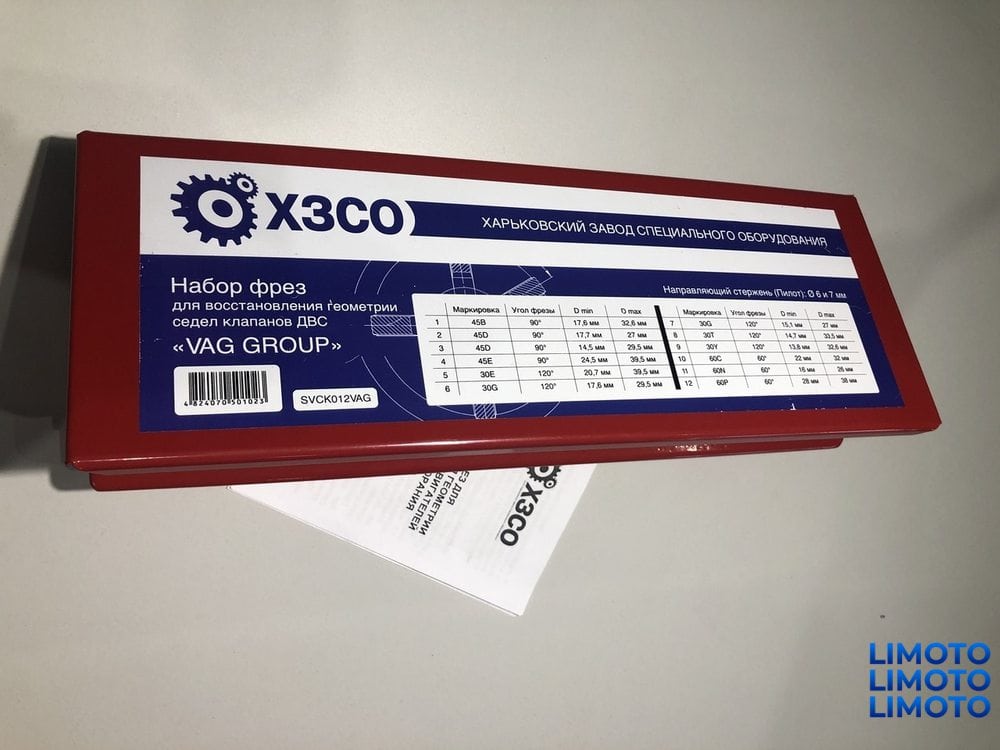 ХЗСО
ХАРЬКОВСКИЙ ЗАВОД СПЕЦИАЛЬНОГО ОБОРУДОВАНИЯ
Набор фрез
для восстановления геометрии
седел клапанов ДВС
«VAG GROUP»
4824070501023
SVCK012VAG
Направляющий стержень (Пилот): Ø 6 и 7 мм
Маркировка Угол фрезы D min D max
1 45B 90° 17,6 мм 32,6 мм
2 45D 90° 17,7 мм 27 мм
3 45D 90° 14,5 мм 29,5 мм
4 45E 90° 24,5 мм 39,5 мм
5 30E 120° 20,7 мм 39,5 мм
6 30G 120° 17,6 мм 29,5 мм
Маркировка Угол фрезы D min D max
7 30G 120° 15,1 мм 27 мм
8 30T 120° 14,7 мм 33,5 мм
9 30Y 120° 13,8 мм 32,6 мм
10 60C 60° 22 мм 32 мм
11 60N 60° 16 мм 26 мм
12 60P 60° 28 мм 38 мм
ХЗСО
ЕЗ ДЛЯ
ГЕОМЕТРИИ
ВИГАТЕЛЕЙ
ОРАНИЯ
LIMOTO
LIMOTO
LIMOTO